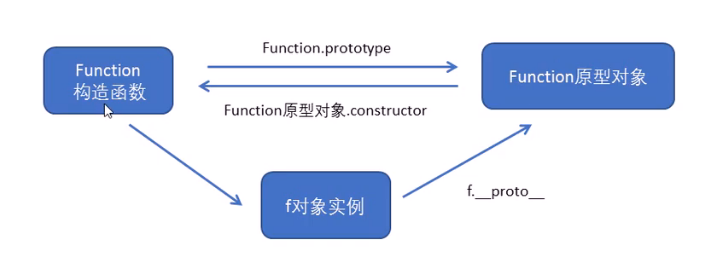 Function.prototype
Function
构造函数
Function原型对象
Function原型对象.constructor
f对象实例
f.__proto__